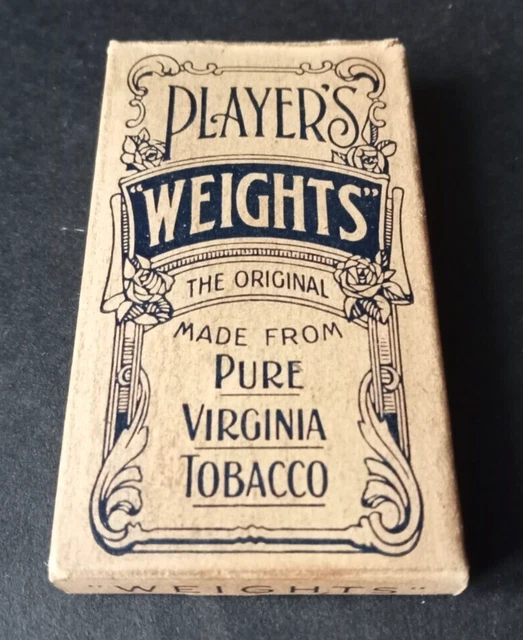 PLAYER'S
"WEIGHTS"
THE ORIGINAL
MADE FROM
PURE
VIRGINIA
TOBACCO
"WEIGHTS"